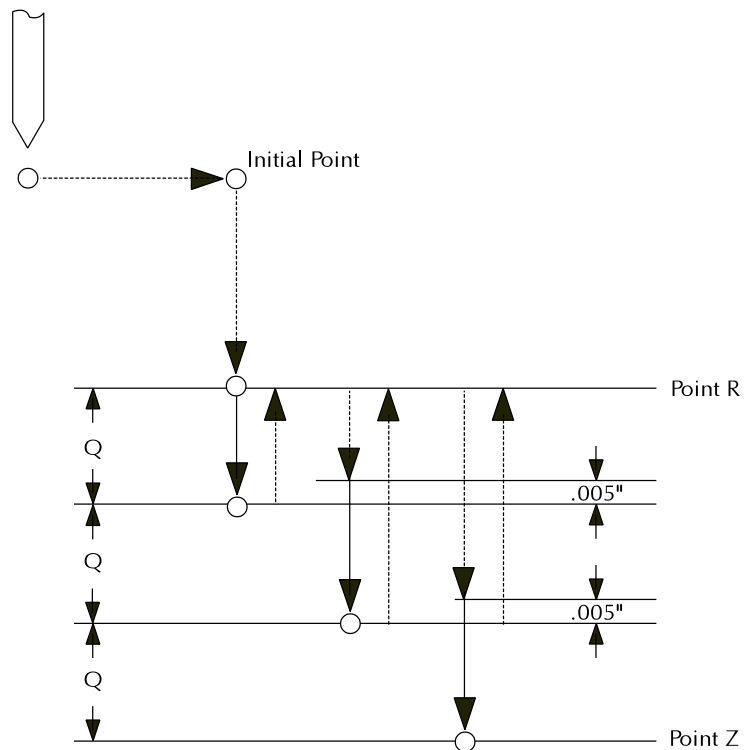 Initial Point
Point R
Q
.005"
Q
.005"
Q
Point Z